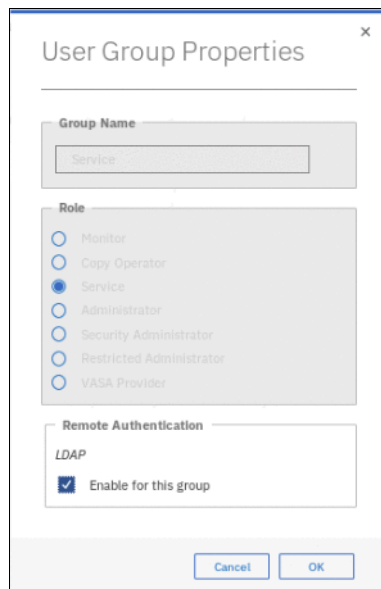 ×
User Group Properties
Group Name
Service
Role
Monitor
Copy Operator
Service
Administrator
Security Administrator
Restricted Administrator
VASA Provider
Remote Authentication
LDAP
Enable for this group
Cancel
OK